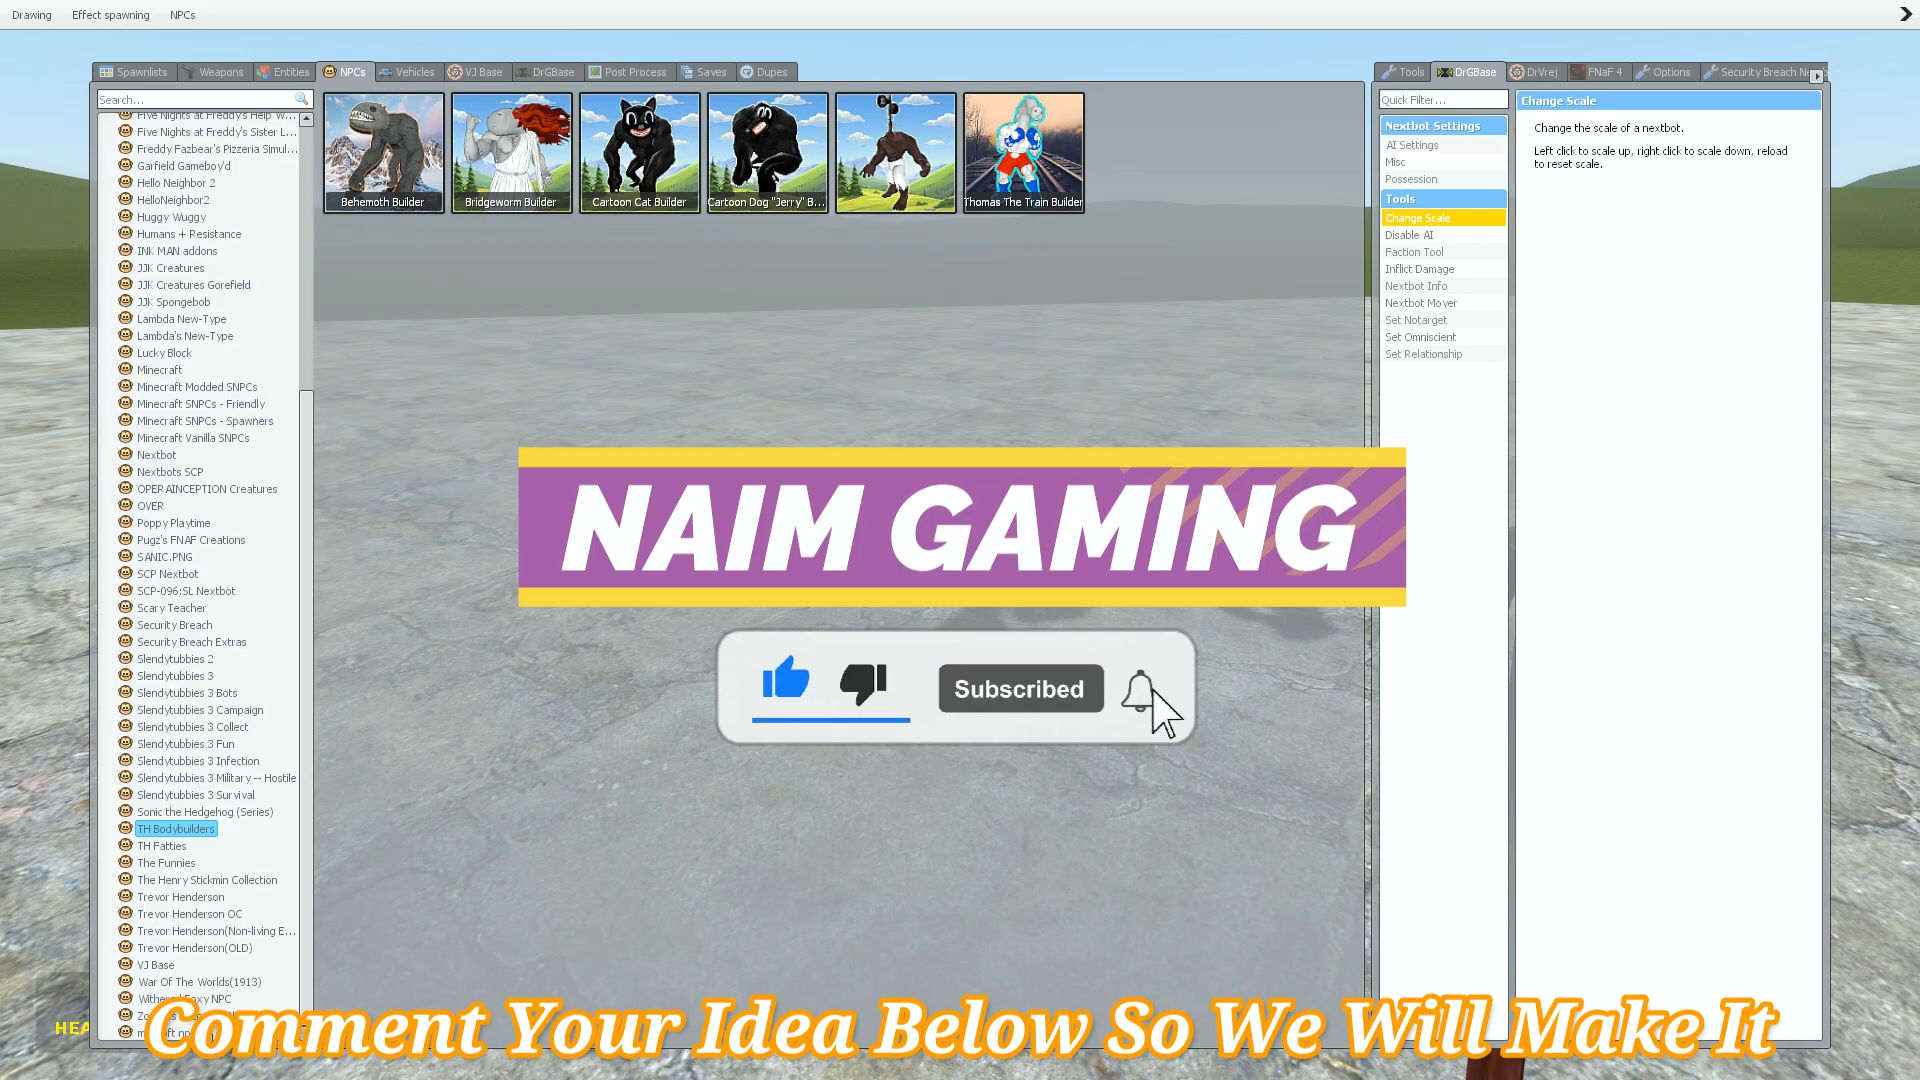 Drawing Effect spawning NPCs
Spawnlists Weapons Entities NPCs Vehicles VJ Base DrGBase Post Process Saves Dupes
Tools DrGBase DrVrej FNaF 4 Options Security Breach
Search...
Five Nights at Freddy's Help W...
Five Nights at Freddy's Sister L...
Freddy Fazbear's Pizzeria Simul...
Garfield Gameboy'd
Hello Neighbor 2
HelloNeighbor2
Huggy Wuggy
Humans + Resistance
INK MAN addons
JJK Creatures
JJK Creatures Gorefield
JJK Spongebob
Lambda New-Type
Lambda's New-Type
Lucky Block
Minecraft
Minecraft Modded SNPCs
Minecraft SNPCs - Friendly
Minecraft SNPCs - Spawners
Minecraft Vanilla SNPCs
Nextbot
Nextbots SCP
OPERAINCEPTION Creatures
OVER
Poppy Playtime
Pugz's FNAF Creations
SANIC.PNG
SCP Nextbot
SCP-096:SL Nextbot
Scary Teacher
Security Breach
Security Breach Extras
Slendytubbies 2
Slendytubbies 3
Slendytubbies 3 Bots
Slendytubbies 3 Campaign
Slendytubbies 3 Collect
Slendytubbies 3 Fun
Slendytubbies 3 Infection
Slendytubbies 3 Military -- Hostile
Slendytubbies 3 Survival
Sonic the Hedgehog (Series)
TH Bodybuilders
TH Fatties
The Funnies
The Henry Stickmin Collection
Trevor Henderson
Trevor Henderson OC
Trevor Henderson(Non-living E...
Trevor Henderson(OLD)
VJ Base
War Of The Worlds(1913)
Withered Foxy NPC
Behemoth Builder
Bridgeworm Builder
Cartoon Cat Builder
Cartoon Dog "Jerry" B...
Thomas The Train Builder
Quick Filter...
Nextbot Settings
AI Settings
Misc
Possession
Tools
Change Scale
Disable AI
Faction Tool
Inflict Damage
Nextbot Info
Nextbot Mover
Set Notarget
Set Omniscient
Set Relationship
Change Scale
Change the scale of a nextbot.
Left click to scale up, right click to scale down, reload
to reset scale.
NAIM GAMING
Subscribed
HEA
Comment Your Idea Below So We Will Make It